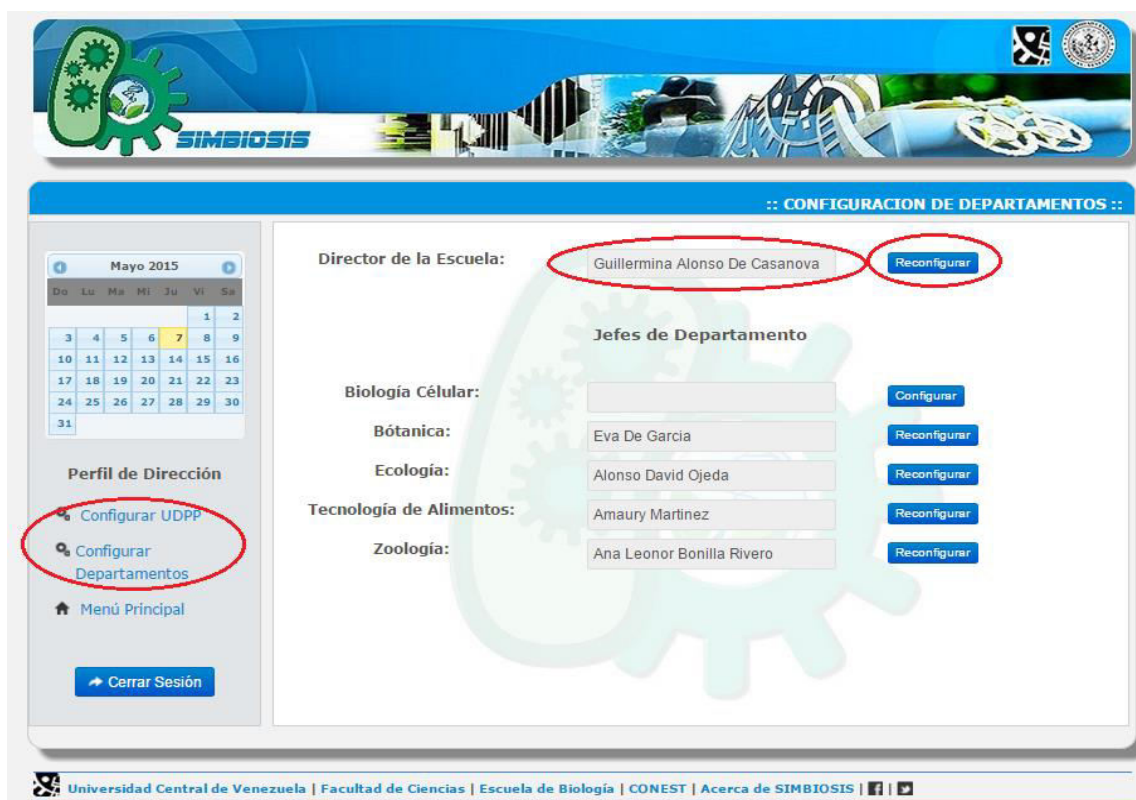 SIMBIOSIS
:: CONFIGURACION DE DEPARTAMENTOS ::
Mayo 2015
Do Lu Ma Mi Ju Vi Sa
1 2
3 4 5 6 7 8 9
10 11 12 13 14 15 16
17 18 19 20 21 22 23
24 25 26 27 28 29 30
31
Perfil de Dirección
Configurar UDPP
Configurar
Departamentos
Menú Principal
Cerrar Sesión
Director de la Escuela: Guillermina Alonso De Casanova Reconfigurar
Jefes de Departamento
Biología Célular: Configurar
Bótanica: Eva De Garcia Reconfigurar
Ecología: Alonso David Ojeda Reconfigurar
Tecnología de Alimentos: Amaury Martinez Reconfigurar
Zoología: Ana Leonor Bonilla Rivero Reconfigurar
Universidad Central de Venezuela | Facultad de Ciencias | Escuela de Biología | CONEST | Acerca de SIMBIOSIS | |